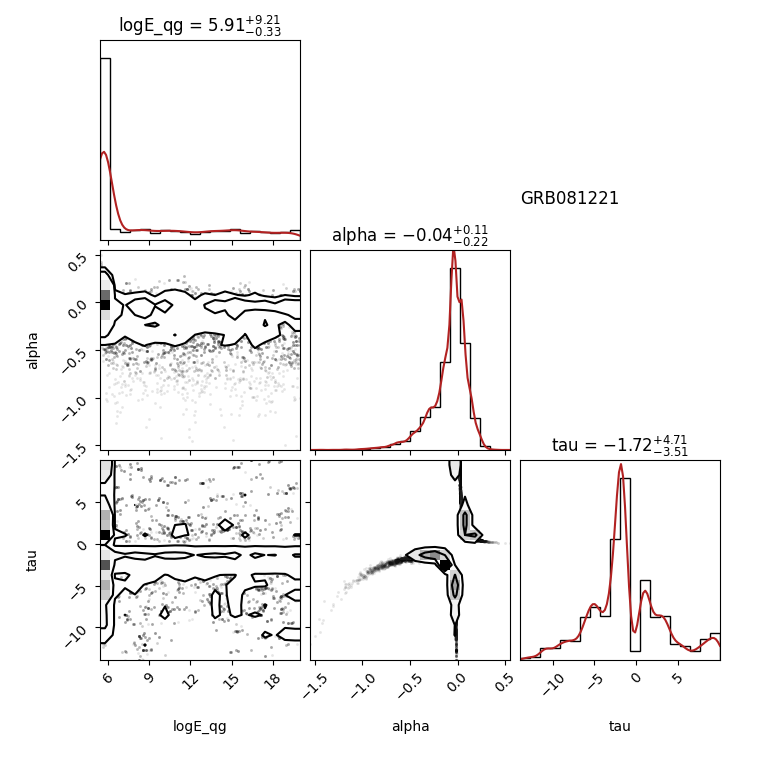 logE_qg = 5.91+9.21−0.33
GRB081221
alpha = −0.04+0.11−0.22
0.5
0.0
−0.5
−1.0
−1.5
alpha
tau = −1.72+4.71−3.51
5
0
−5
−10
tau
6 9 12 15 18
−1.5 −1.0 −0.5 0.0 0.5
−10 −5 0 5
logE_qg alpha tau